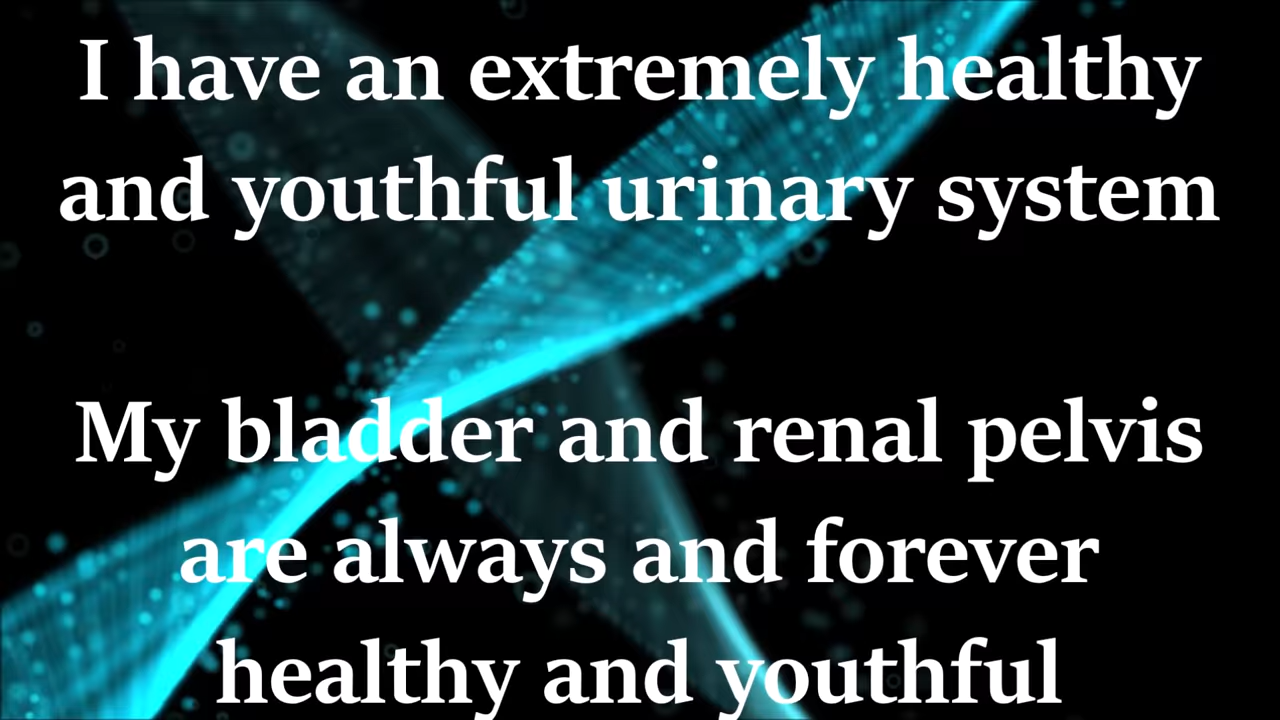 I have an extremely healthy
and youthful urinary system
My bladder and renal pelvis
are always and forever
healthy and youthful